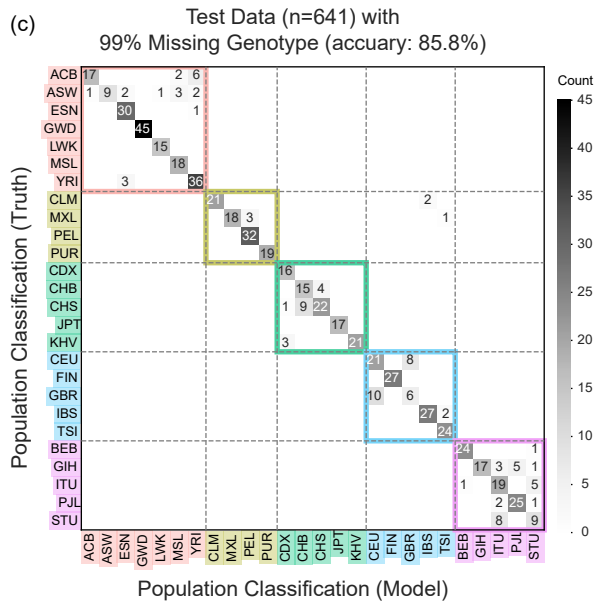 (c)
Test Data (n=641) with
99% Missing Genotype (accuary: 85.8%)
Population Classification (Truth)
ACB 17 2 6
ASW 1 9 2 1 3 2
ESN 30 1
GWD 45
LWK 15
MSL 18
YRI 3 36
CLM 21 2
MXL 18 3 1
PEL 32
PUR 19
CDX 16
CHB 15 4
CHS 1 9 22
JPT 17
KHV 3 21
CEU 21 8
FIN 27
GBR 10 6
IBS 27 2
TSI 24
BEB 24 1
GIH 17 3 5 1
ITU 1 19 5
PJL 2 25 1
STU 8 9
ACB ASW ESN GWD LWK MSL YRI CLM MXL PEL PUR CDX CHB CHS JPT KHV CEU FIN GBR IBS TSI BEB GIH ITU PJL STU
Population Classification (Model)
Count
45
40
35
30
25
20
15
10
5
0